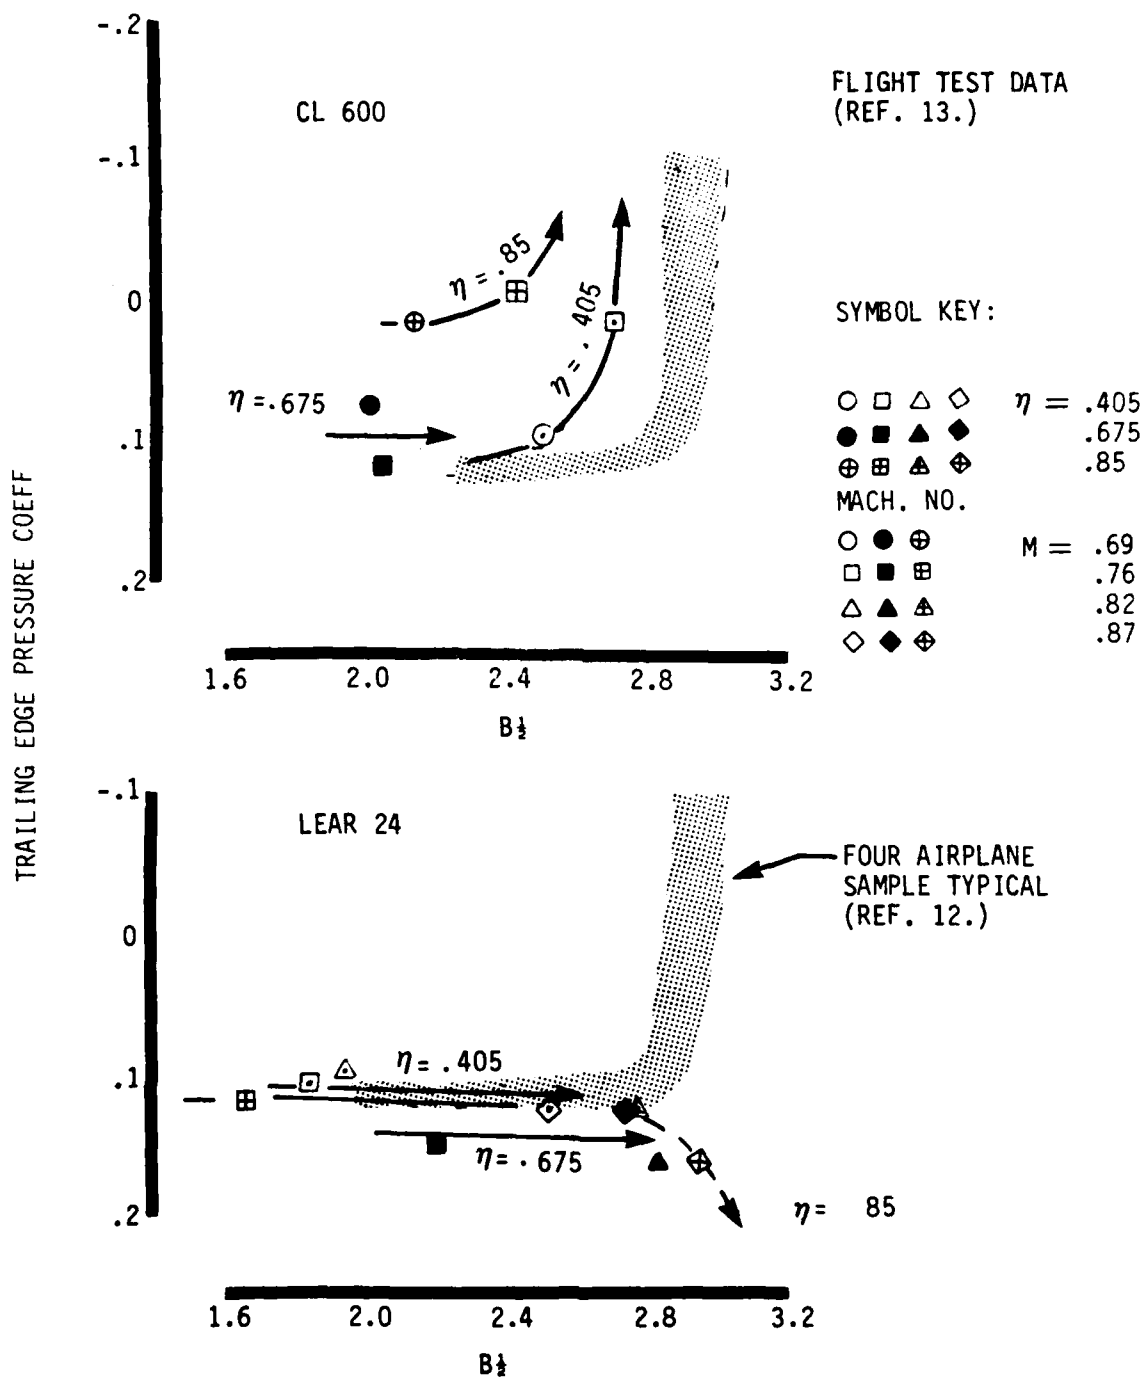 -.2
CL 600
FLIGHT TEST DATA
(REF. 13.)
-.1
η = .85
0
η = .405
SYMBOL KEY:
η = .675
η = .405
.675
.85
.1
MACH. NO.
M = .69
.76
.82
.87
.2
TRAILING EDGE PRESSURE COEFF
1.6 2.0 2.4 2.8 3.2
B½
-.1
LEAR 24
FOUR AIRPLANE
SAMPLE TYPICAL
(REF. 12.)
0
η = .405
.1
η = .675
.2
η = 85
1.6 2.0 2.4 2.8 3.2
B½